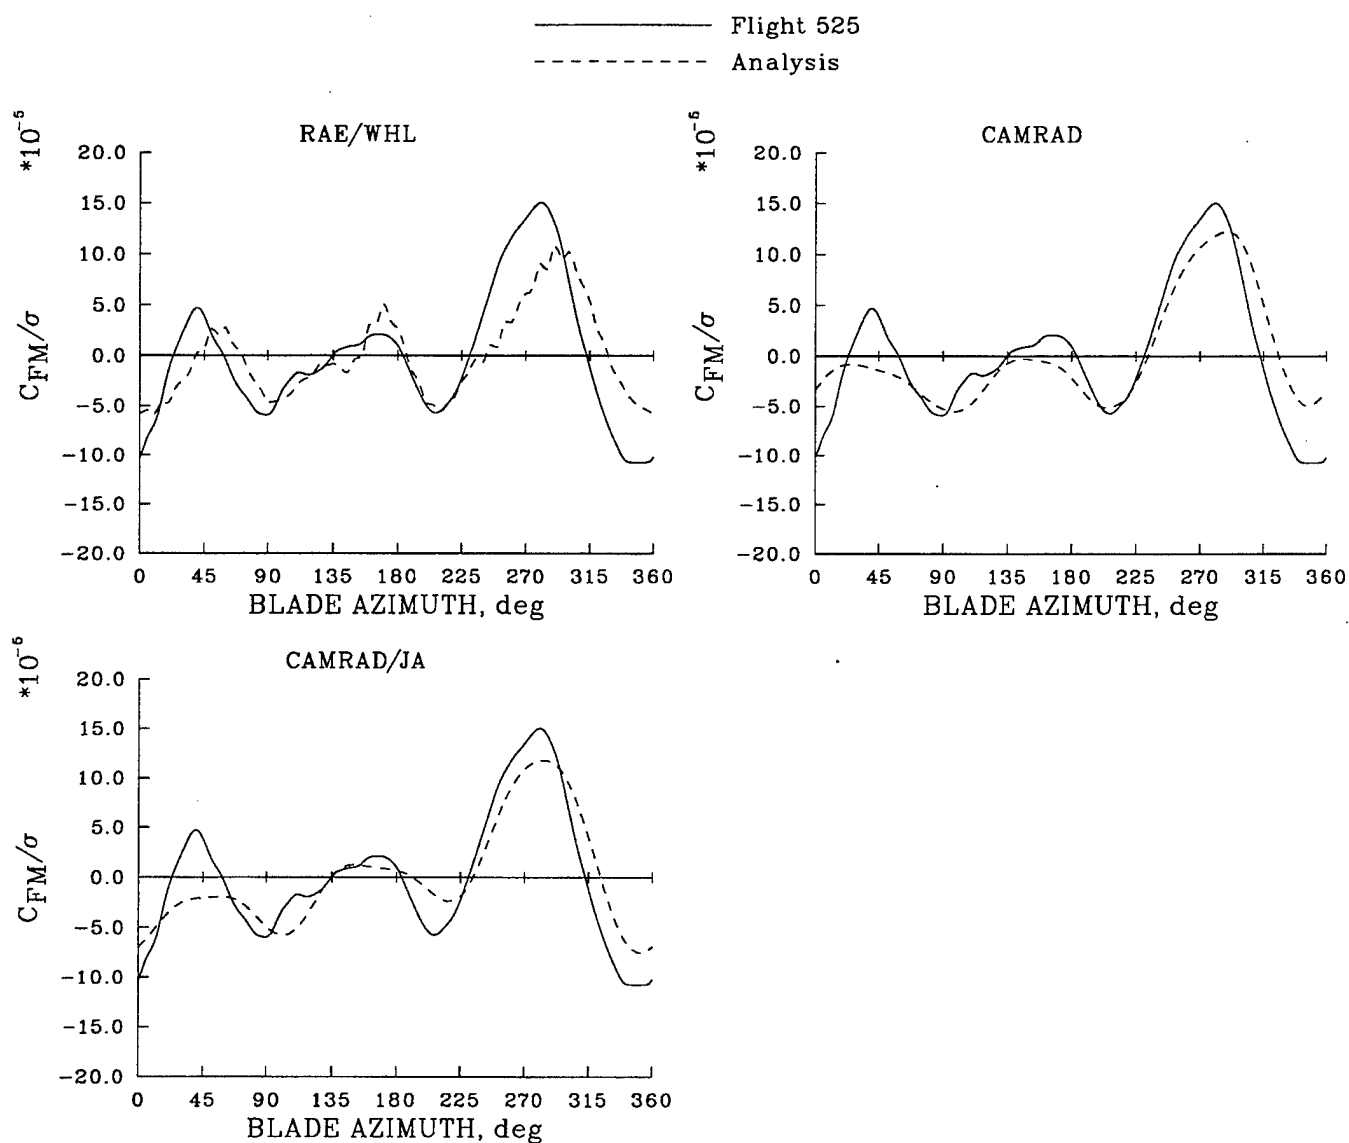 Flight 525
Analysis
RAE/WHL
*10⁻⁵
20.0
15.0
10.0
5.0
0.0
-5.0
-10.0
-15.0
-20.0
C_FM/σ
0 45 90 135 180 225 270 315 360
BLADE AZIMUTH, deg
CAMRAD
*10⁻⁵
20.0
15.0
10.0
5.0
0.0
-5.0
-10.0
-15.0
-20.0
C_FM/σ
0 45 90 135 180 225 270 315 360
BLADE AZIMUTH, deg
CAMRAD/JA
*10⁻⁵
20.0
15.0
10.0
5.0
0.0
-5.0
-10.0
-15.0
-20.0
C_FM/σ
0 45 90 135 180 225 270 315 360
BLADE AZIMUTH, deg